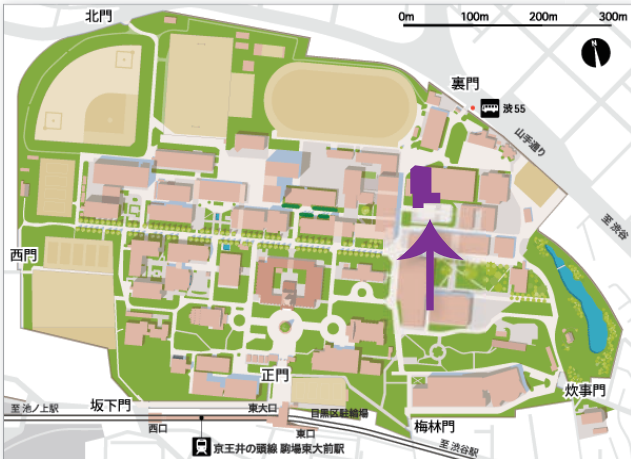 北門
0m 100m 200m 300m
N
裏門
渋55
山手通り
至 渋谷
西門
正門
炊事門
坂下門
至 池ノ上駅
東大口
目黒区駐輪場
梅林門
西口
東口
京王井の頭線 駒場東大前駅
至 渋谷駅